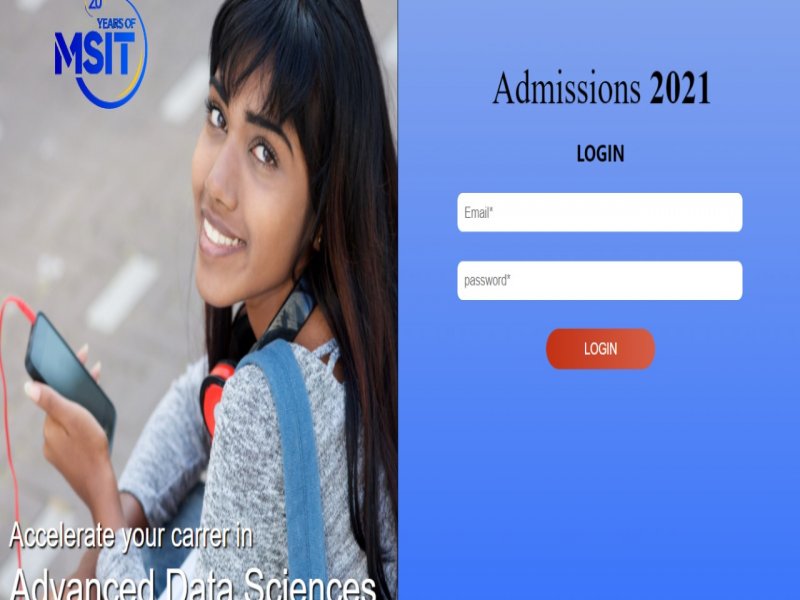 20
YEARS OF
MSIT
Accelerate your carrer in
Advanced Data Sciences
Admissions 2021
LOGIN
Email*
password*
LOGIN